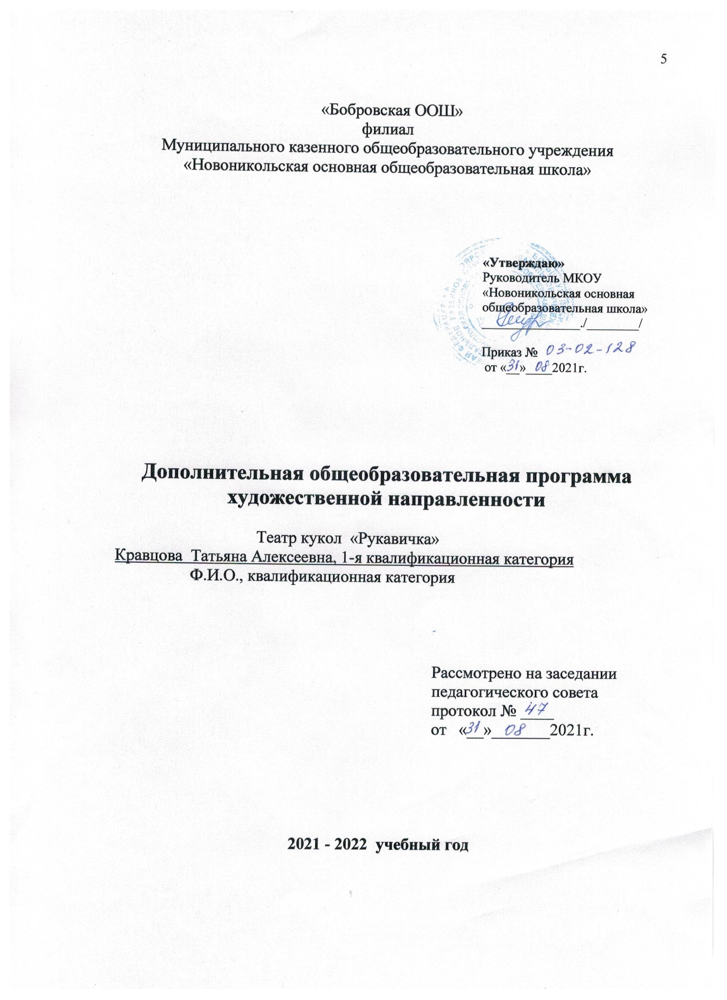 5
«Бобровская ООШ»
филиал
Муниципального казенного общеобразовательного учреждения
«Новоникольская основная общеобразовательная школа»
«Утверждаю»
Руководитель МКОУ
«Новоникольская основная
общеобразовательная школа»
_______________./________/
Приказ № 03-02-128
от «31» 08 2021г.
Дополнительная общеобразовательная программа
художественной направленности
Театр кукол «Рукавичка»
Кравцова Татьяна Алексеевна, 1-я квалификационная категория
Ф.И.О., квалификационная категория
Рассмотрено на заседании
педагогического совета
протокол № 47
от «31» 08 2021г.
2021 - 2022 учебный год